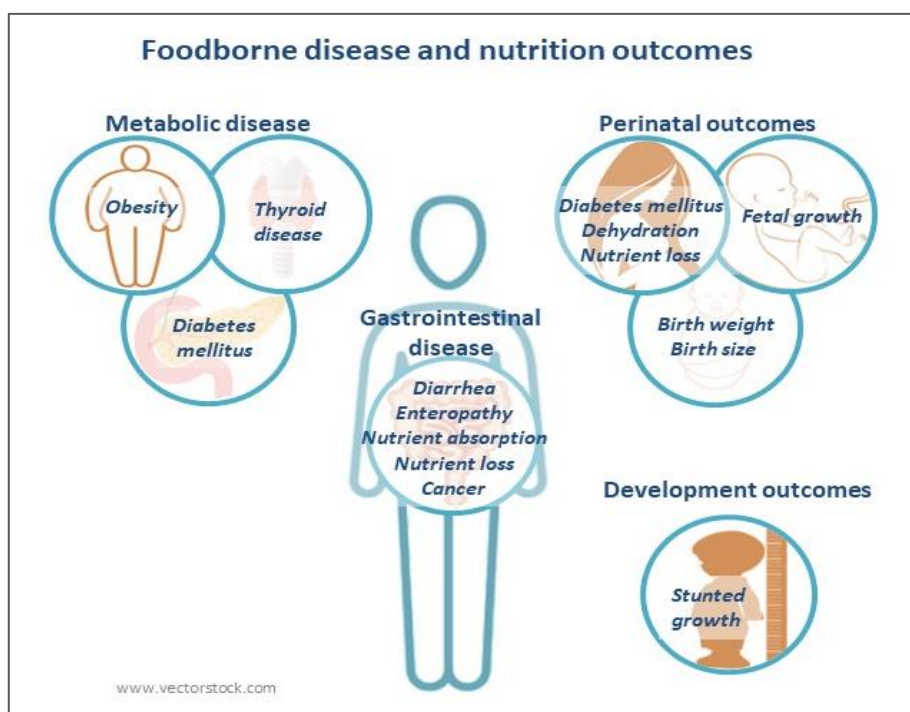 Foodborne disease and nutrition outcomes
Metabolic disease
Obesity
Thyroid
disease
Diabetes
mellitus
Perinatal outcomes
Diabetes mellitus
Dehydration
Nutrient loss
Fetal growth
Birth weight
Birth size
Gastrointestinal
disease
Diarrhea
Enteropathy
Nutrient absorption
Nutrient loss
Cancer
Development outcomes
Stunted
growth
www.vectorstock.com